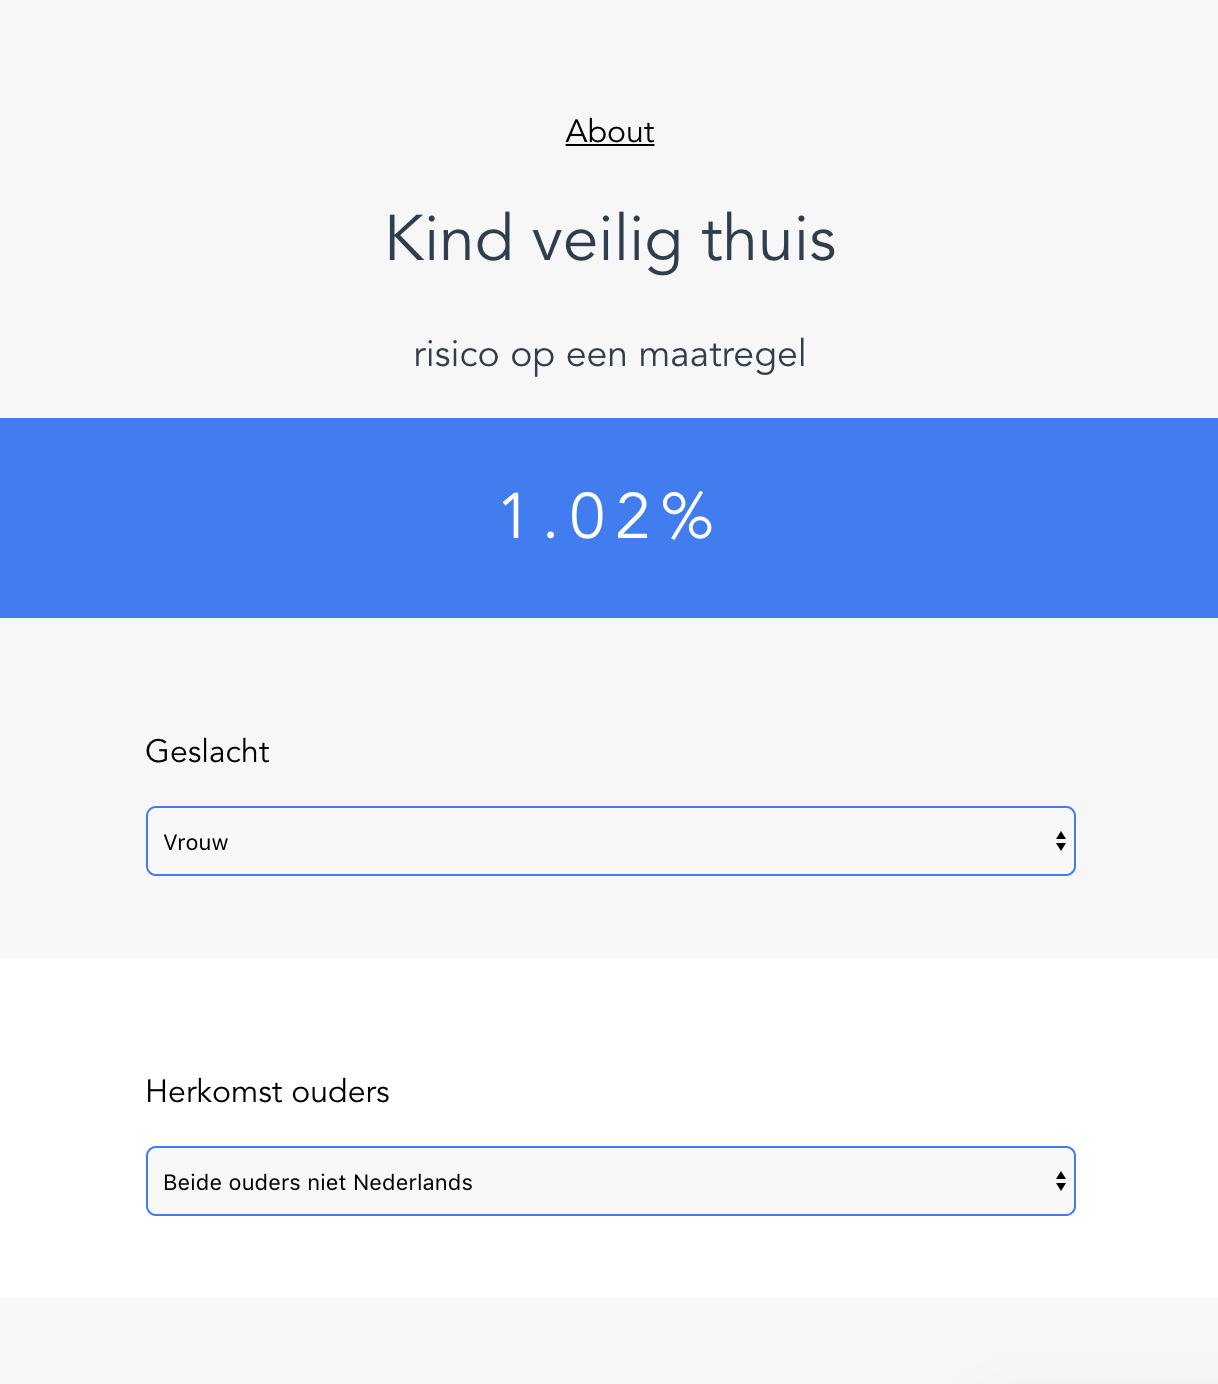 About
Kind veilig thuis
risico op een maatregel
1.02%
Geslacht
Vrouw
Herkomst ouders
Beide ouders niet Nederlands